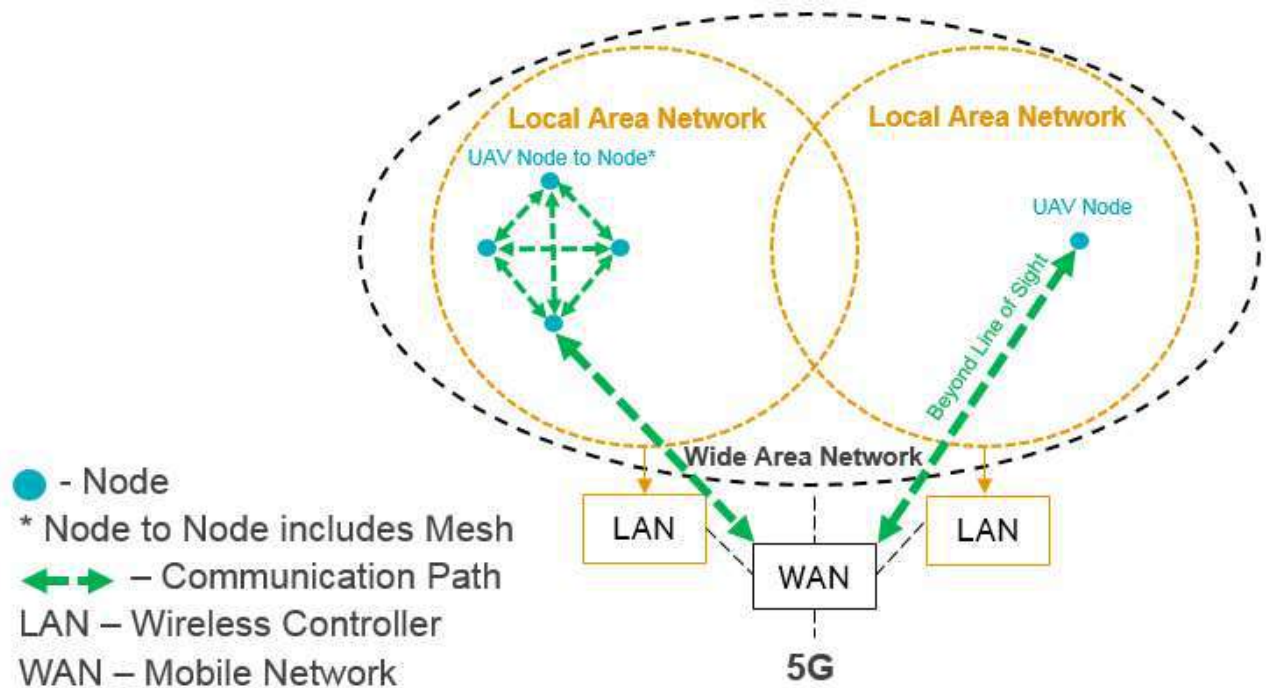 Local Area Network
Local Area Network
UAV Node to Node*
UAV Node
Beyond Line of Sight
Wide Area Network
LAN
LAN
WAN
5G
- Node
* Node to Node includes Mesh
– Communication Path
LAN – Wireless Controller
WAN – Mobile Network